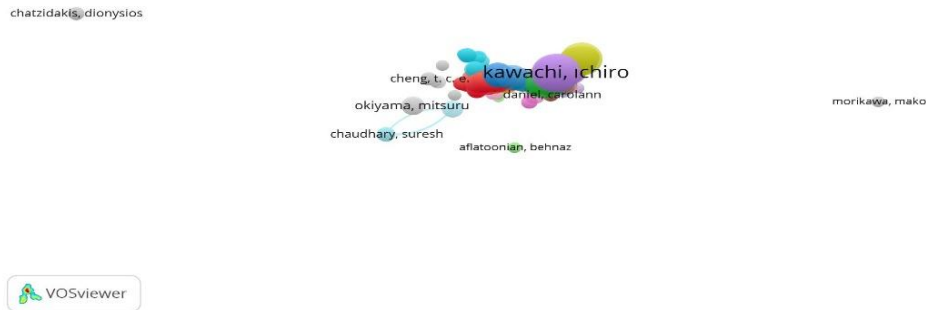 chatzidakis, dionysios
kawachi, ichiro
cheng, t. c. e.
daniel, carolann
okiyama, mitsuru
morikawa, mako
chaudhary, suresh
aflatoonian, behnaz
VOSviewer